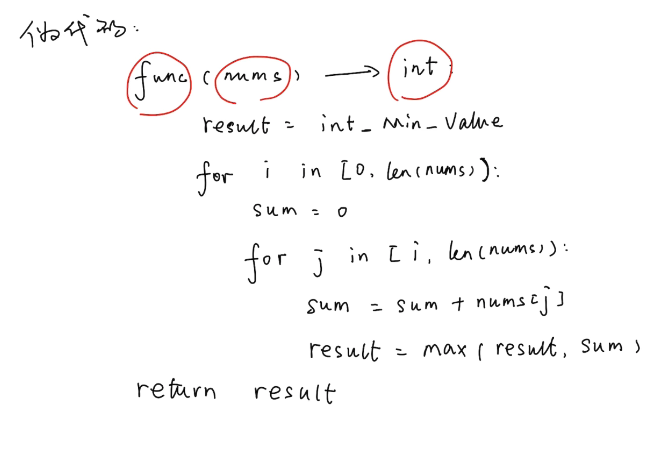 伪代码:
func (nums) → int:
result = int_Min_Value
for i in [0, len(nums)):
sum = 0
for j in [i, len(nums)):
sum = sum + nums[j]
result = max(result, sum)
return result